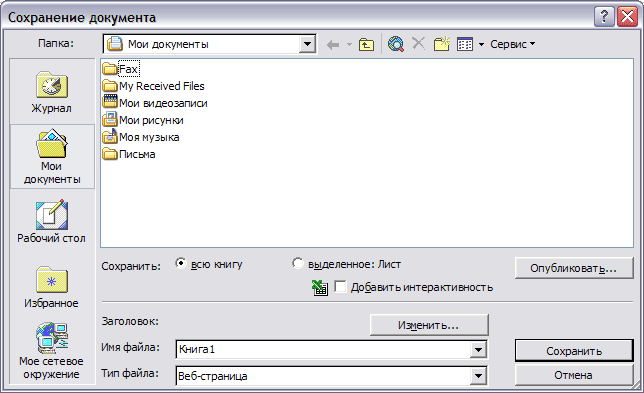 Сохранение документа
Папка: Мои документы Сервис
Журнал
Мои
документы
Рабочий стол
Избранное
Мое сетевое
окружение
Fax
My Received Files
Мои видеозаписи
Мои рисунки
Моя музыка
Письма
Сохранить: всю книгу выделенное: Лист Опубликовать...
Добавить интерактивность
Заголовок: Изменить...
Имя файла: Книга1 Сохранить
Тип файла: Веб-страница Отмена